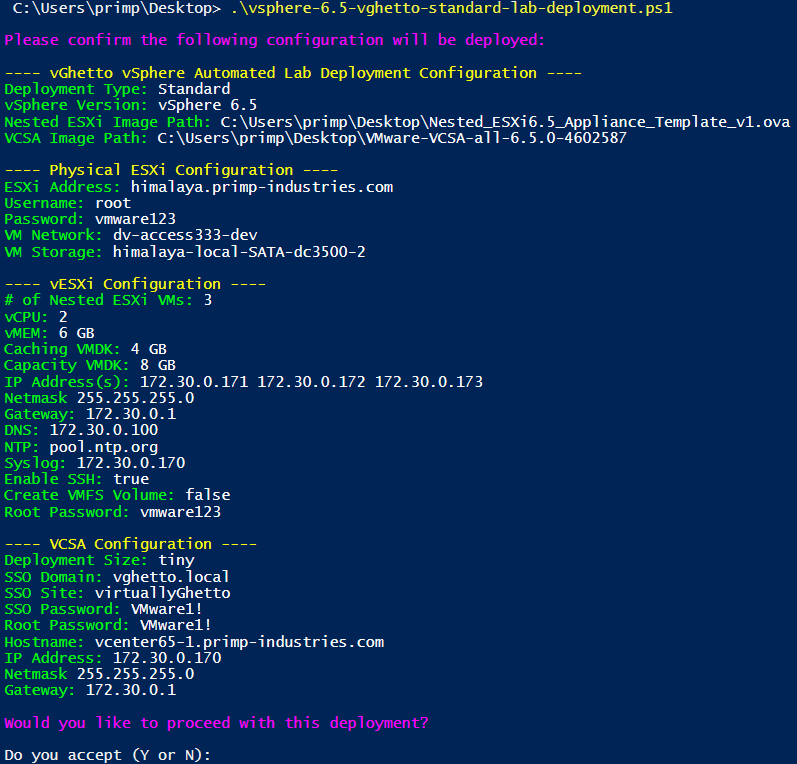 C:\Users\primp\Desktop> .\vsphere-6.5-vghetto-standard-lab-deployment.ps1
Please confirm the following configuration will be deployed:
---- vGhetto vSphere Automated Lab Deployment Configuration ----
Deployment Type: Standard
vSphere Version: vSphere 6.5
Nested ESXi Image Path: C:\Users\primp\Desktop\Nested_ESXi6.5_Appliance_Template_v1.ova
VCSA Image Path: C:\Users\primp\Desktop\VMware-VCSA-all-6.5.0-4602587
---- Physical ESXi Configuration ----
ESXi Address: himalaya.primp-industries.com
Username: root
Password: vmware123
VM Network: dv-access333-dev
VM Storage: himalaya-local-SATA-dc3500-2
---- vESXi Configuration ----
# of Nested ESXi VMs: 3
vCPU: 2
vMEM: 6 GB
Caching VMDK: 4 GB
Capacity VMDK: 8 GB
IP Address(s): 172.30.0.171 172.30.0.172 172.30.0.173
Netmask 255.255.255.0
Gateway: 172.30.0.1
DNS: 172.30.0.100
NTP: pool.ntp.org
Syslog: 172.30.0.170
Enable SSH: true
Create VMFS Volume: false
Root Password: vmware123
---- VCSA Configuration ----
Deployment Size: tiny
SSO Domain: vghetto.local
SSO Site: virtuallyGhetto
SSO Password: VMware1!
Root Password: VMware1!
Hostname: vcenter65-1.primp-industries.com
IP Address: 172.30.0.170
Netmask 255.255.255.0
Gateway: 172.30.0.1
Would you like to proceed with this deployment?
Do you accept (Y or N):